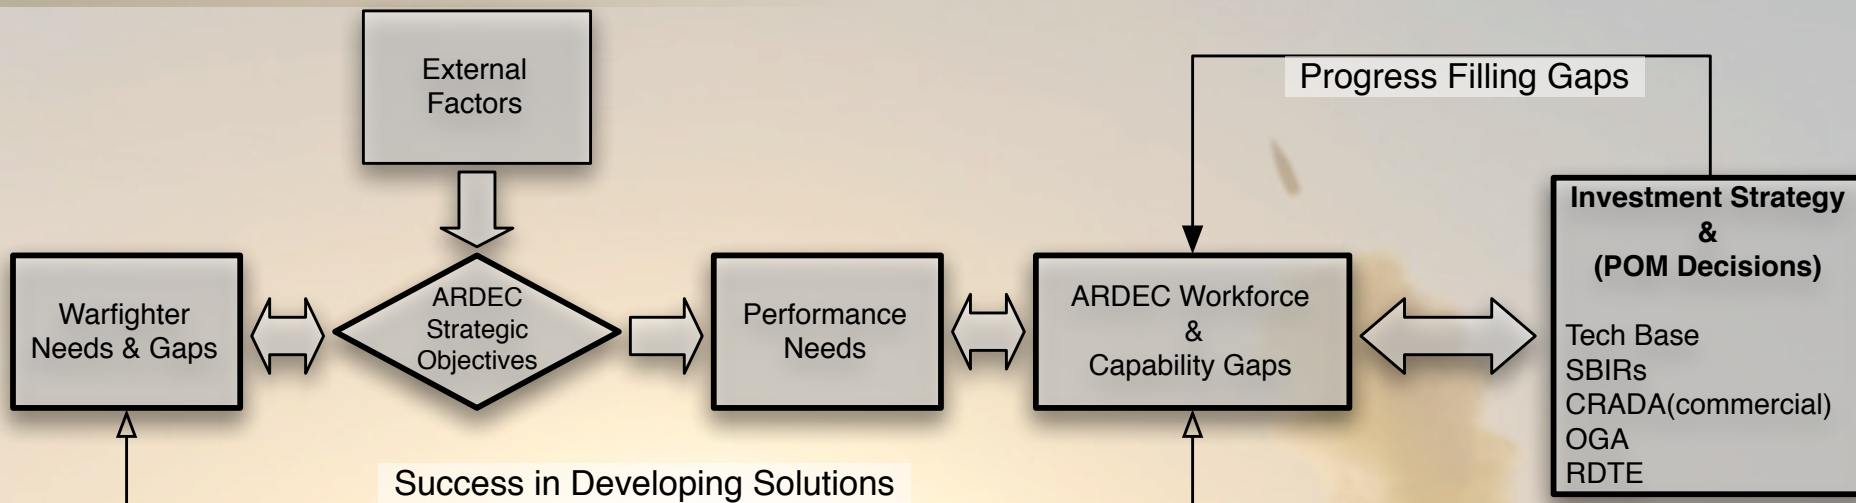 External
Factors
Progress Filling Gaps
Warfighter
Needs & Gaps
ARDEC
Strategic
Objectives
Performance
Needs
ARDEC Workforce
&
Capability Gaps
Investment Strategy
&
(POM Decisions)
Tech Base
SBIRs
CRADA(commercial)
OGA
RDTE
Success in Developing Solutions